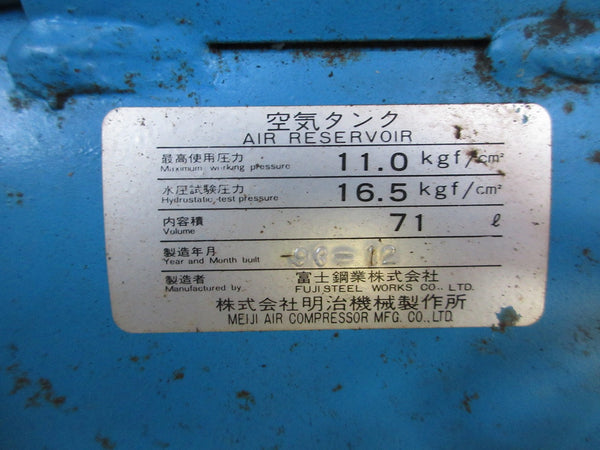 空気タンク
AIR RESERVOIR
最高使用圧力 11.0 kgf/cm²
Maximum working pressure
水圧試験圧力 16.5 kgf/cm²
Hydrostatic test pressure
内容積 71 ℓ
Volume
製造年月
Year and Month built
製造者 富士鋼業株式会社
Manufactured by FUJI STEEL WORKS CO., LTD.
株式会社明治機械製作所
MEIJI AIR COMPRESSOR MFG. CO., LTD.